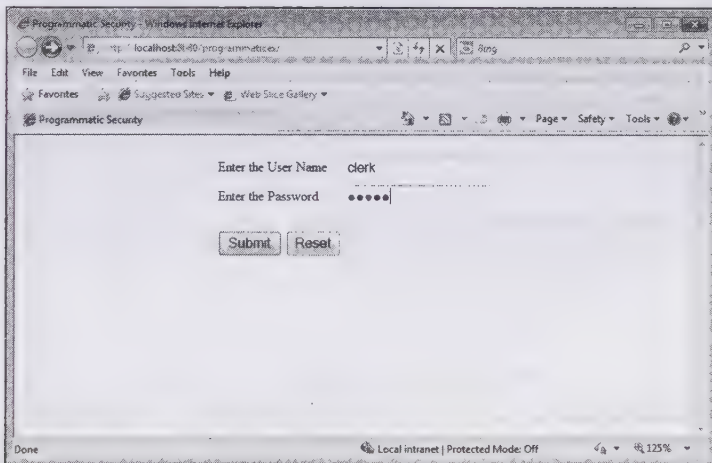 Programmatic Security - Windows Internet Explorer
localhost Bing
File Edit View Favorites Tools Help
Favorites Suggested Sites Web Slice Gallery
Programmatic Security Page Safety Tools
Enter the User Name clerk
Enter the Password •••••
Submit Reset
Done Local intranet | Protected Mode: Off 125%